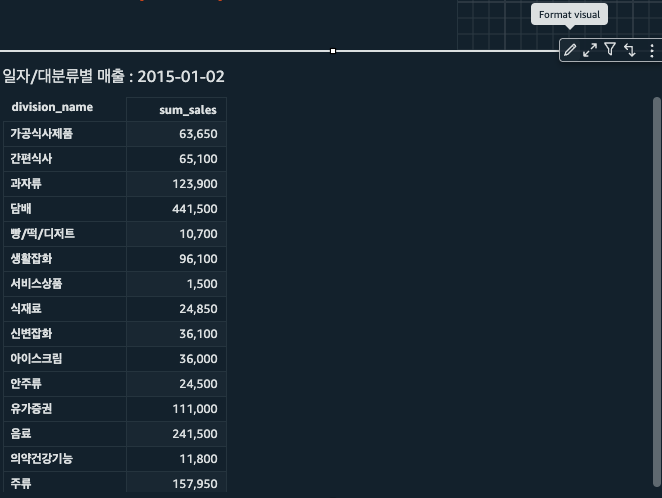 Format visual
일자/대분류별 매출 : 2015-01-02
division_name sum_sales
가공식사제품 63,650
간편식사 65,100
과자류 123,900
담배 441,500
빵/떡/디저트 10,700
생활잡화 96,100
서비스상품 1,500
식재료 24,850
신변잡화 36,100
아이스크림 36,000
안주류 24,500
유가증권 111,000
음료 241,500
의약건강기능 11,800
주류 157,950